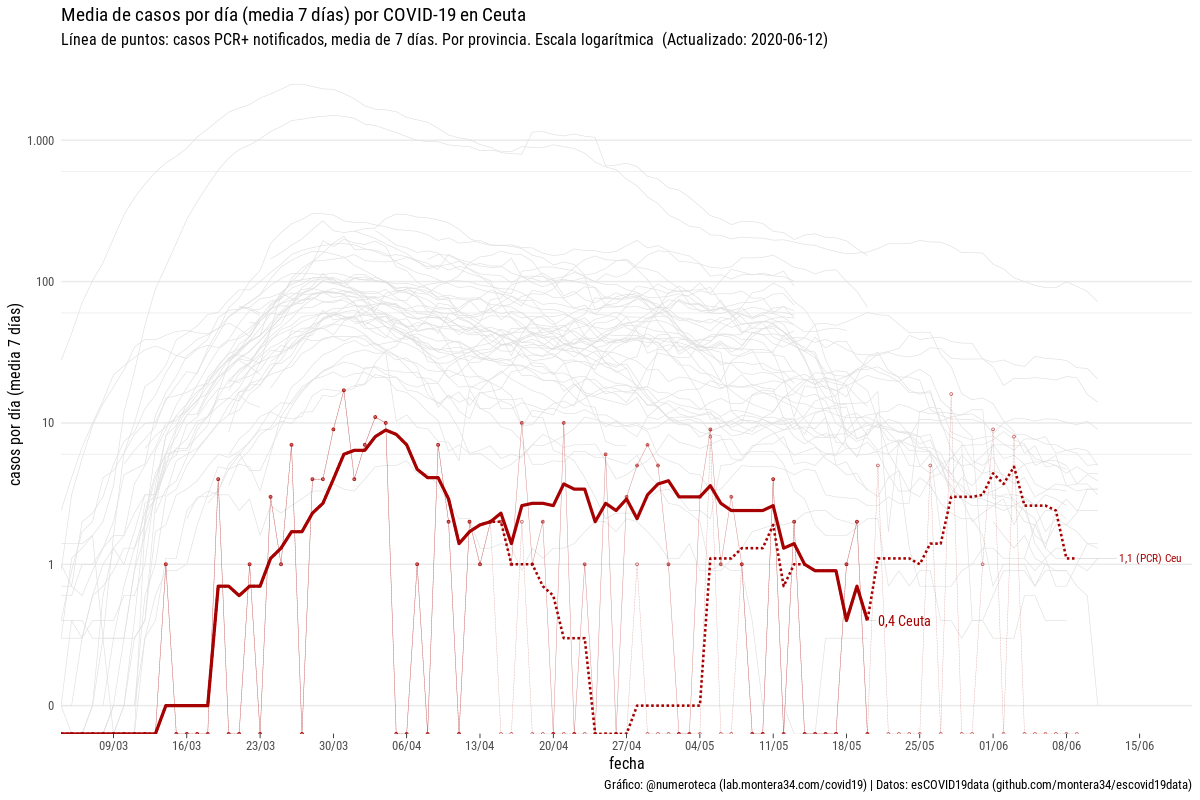 Media de casos por día (media 7 días) por COVID-19 en Ceuta
Línea de puntos: casos PCR+ notificados, media de 7 días. Por provincia. Escala logarítmica (Actualizado: 2020-06-12)
casos por día (media 7 días)
1.000
100
10
1
0
1,1 (PCR) Ceu
0,4 Ceuta
09/03 16/03 23/03 30/03 06/04 13/04 20/04 27/04 04/05 11/05 18/05 25/05 01/06 08/06 15/06
fecha
Gráfico: @numeroteca (lab.montera34.com/covid19) | Datos: esCOVID19data (github.com/montera34/escovid19data)